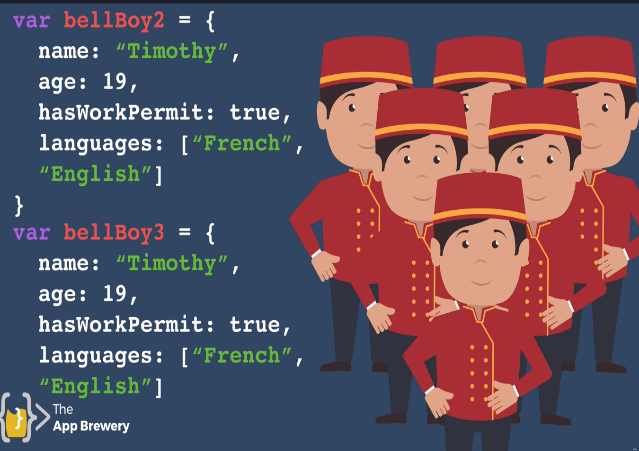 var bellBoy2 = {
name: “Timothy”,
age: 19,
hasWorkPermit: true,
languages: [“French”,
“English”]
}
var bellBoy3 = {
name: “Timothy”,
age: 19,
hasWorkPermit: true,
languages: [“French”,
“English”]
The
App Brewery